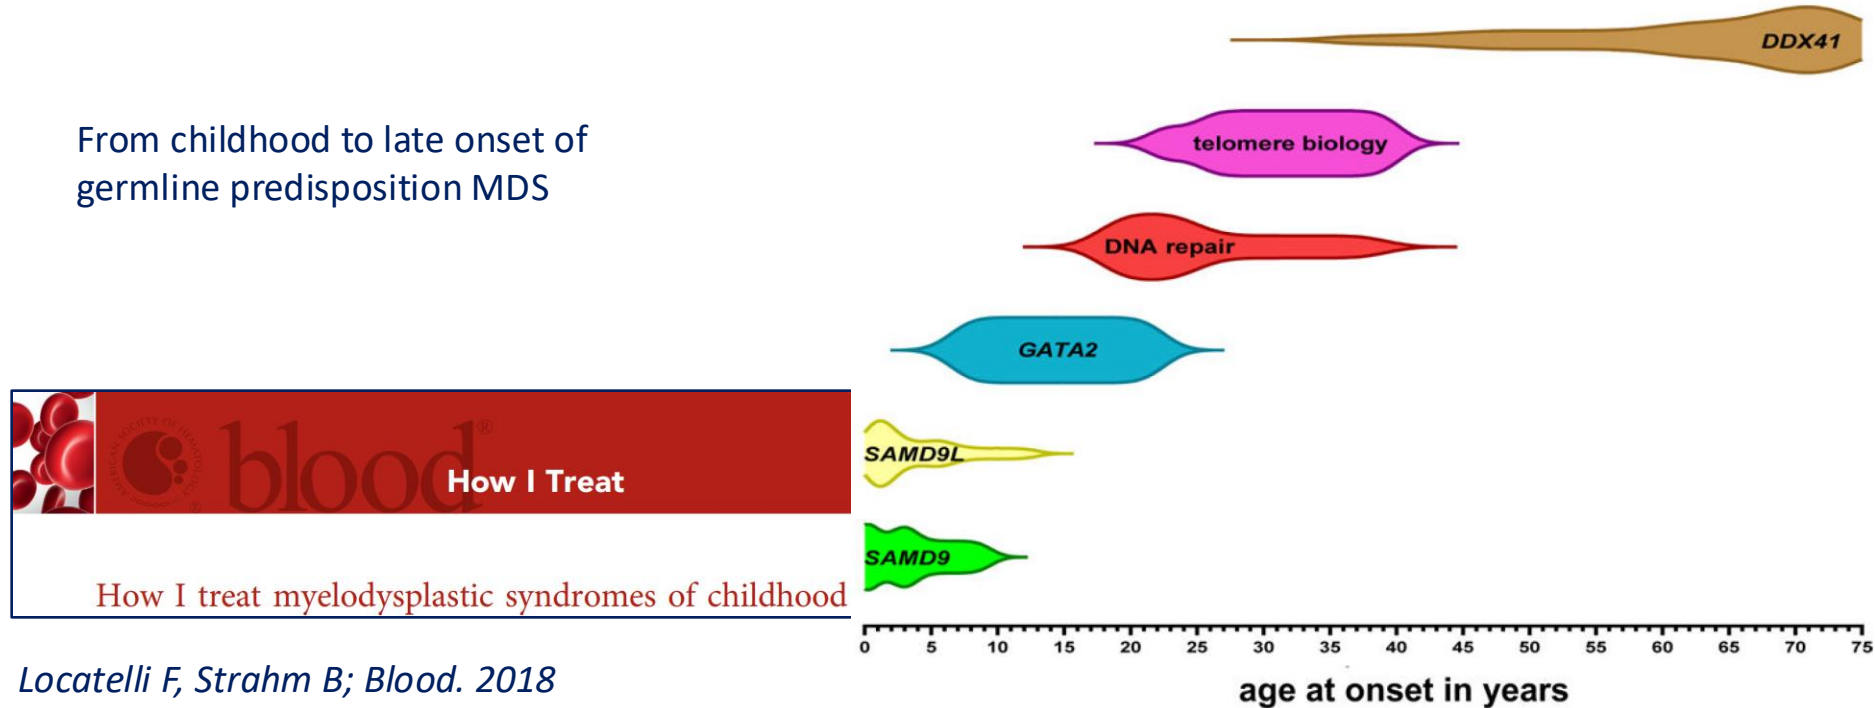 From childhood to late onset of
germline predisposition MDS
blood®
How I Treat
How I treat myelodysplastic syndromes of childhood
Locatelli F, Strahm B; Blood. 2018
DDX41
telomere biology
DNA repair
GATA2
SAMD9L
SAMD9
0 5 10 15 20 25 30 35 40 45 50 55 60 65 70 75
age at onset in years